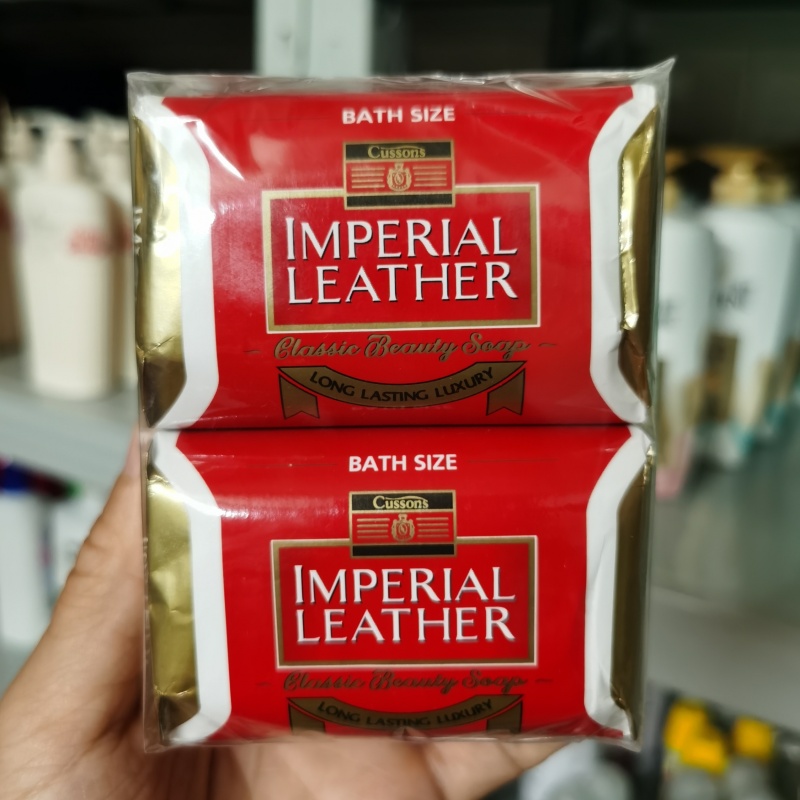 BATH SIZE
Cussons
IMPERIAL
LEATHER
Classic Beauty Soap
LONG LASTING LUXURY
BATH SIZE
Cussons
IMPERIAL
LEATHER
Classic Beauty Soap
LONG LASTING LUXURY